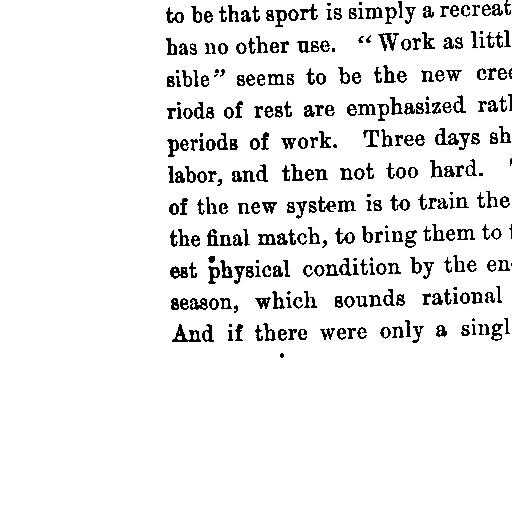 to be that sport is simply a recreat
has no other use. “Work as littl
sible” seems to be the new cree
riods of rest are emphasized rath
periods of work. Three days sh
labor, and then not too hard.
of the new system is to train the
the final match, to bring them to
est physical condition by the en
season, which sounds rational
And if there were only a singl